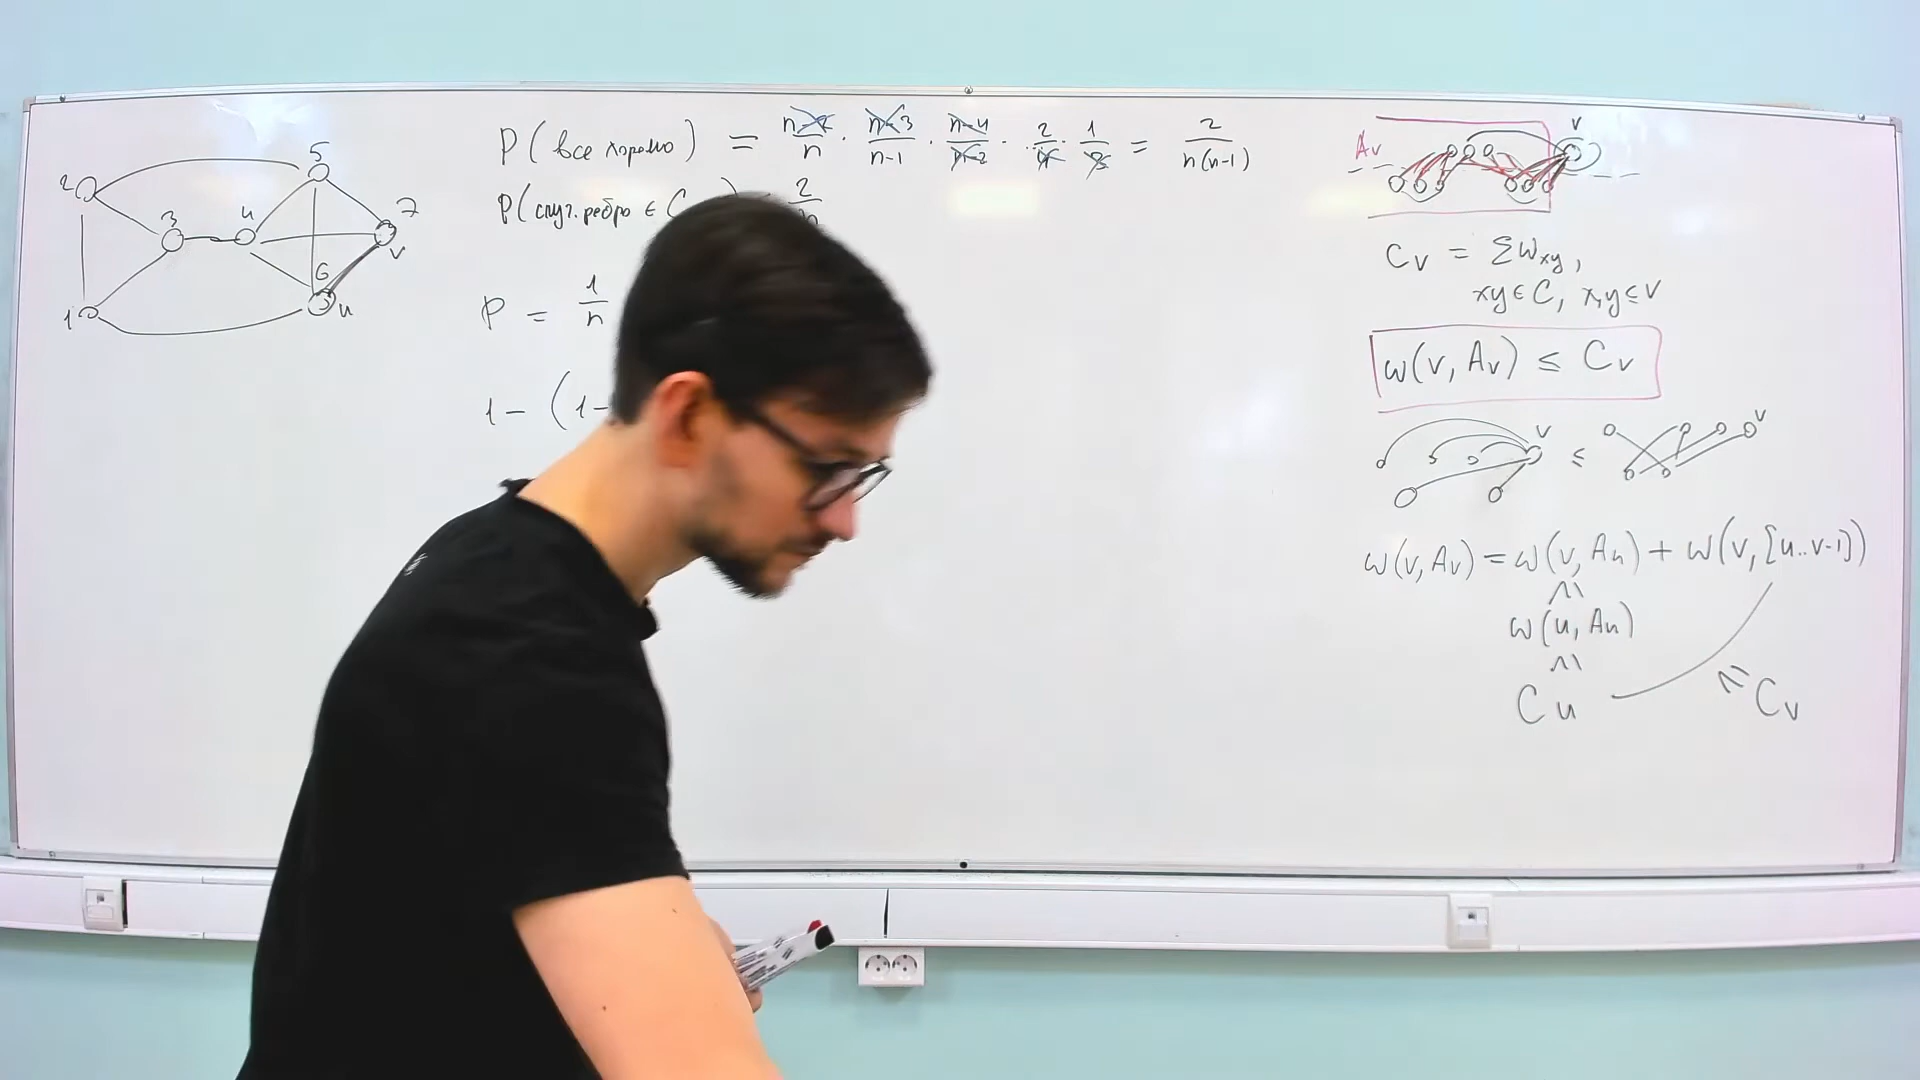 2
5
3
4
7
v
6
u
1
P(все хорошо) = n-2/n · n-3/n-1 · n-4/n-2 · · 2/4 · 1/3 = 2/n(n-1)
P(случ. ребро ∈ C ) 2/n
P = 1/n
1 - (1-
Av
v
Cv = Σwxy,
xy∈C, x,y≤v
w(v, Av) ≤ Cv
v ≤ v
w(v, Av) = w(v, Au) + w(v, [u..v-1])
∧\
w(u, Au)
∧\
Cu ≤ Cv